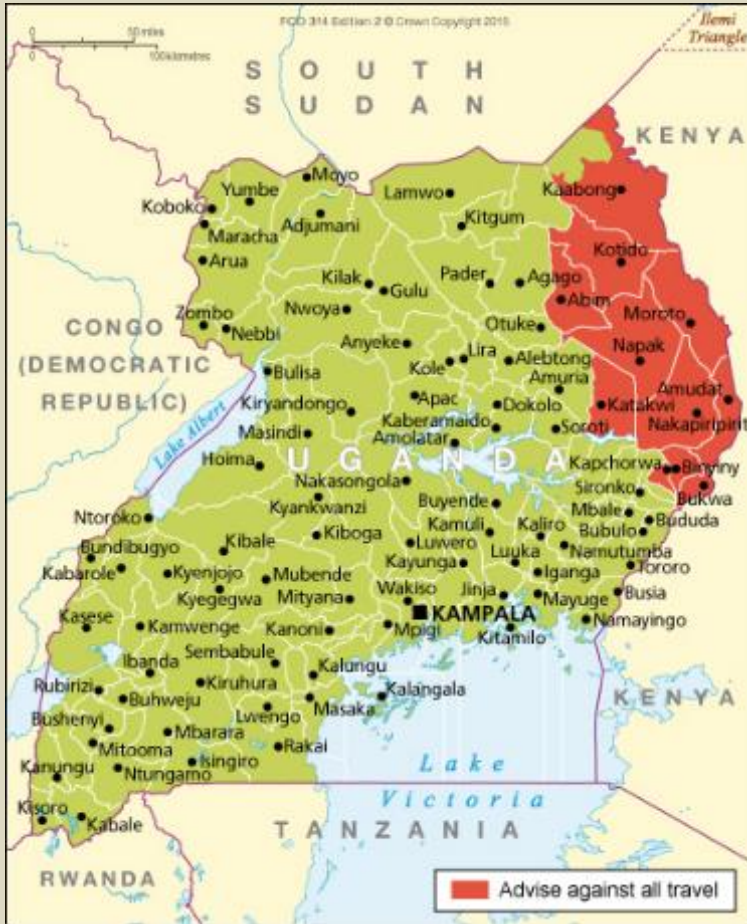 FCO 314 Edition 2 © Crown Copyright 2015
Ilemi
Triangle
0 50 miles
0 100 kilometres
SOUTH
SUDAN
KENYA
Moyo
Yumbe
Lamwo
Kaabong
Koboko
Adjumani
Kitgum
Maracha
Kotido
Arua
Kilak
Gulu
Pader
Agago
Abim
Nwoya
Moroto
Zombo
Nebbi
Otuke
CONGO
(DEMOCRATIC
REPUBLIC)
Anyeke
Napak
Kole
Lira
Alebtong
Bulisa
Amuria
Amudat
Apac
Kiryandongo
Dokolo
Katakwi
Nakapiripirit
Lake Albert
Kaberamaido
Masindi
Amolatar
Soroti
UGANDA
Hoima
Kapchorwa
Binyiny
Nakasongola
Sironko
Bukwa
Kyankwanzi
Buyende
Mbale
Ntoroko
Bududa
Kiboga
Kamuli
Kaliro
Bubulo
Bundibugyo
Kibale
Luwero
Namutumba
Kabarole
Kayunga
Luuka
Tororo
Kyenjojo
Mubende
Iganga
Kyegegwa
Mityana
Wakiso
Jinja
Mayuge
Busia
KAMPALA
Kasese
Kamwenge
Kanoni
Mpigi
Kitamilo
Namayingo
Sembabule
Ibanda
Kalungu
Rubirizi
Kiruhura
Kalangala
KENYA
Buhweju
Lwengo
Masaka
Bushenyi
Mbarara
Mitooma
Rakai
Kanungu
Ntungamo
Isingiro
Lake
Victoria
Kisoro
Kabale
TANZANIA
RWANDA
Advise against all travel